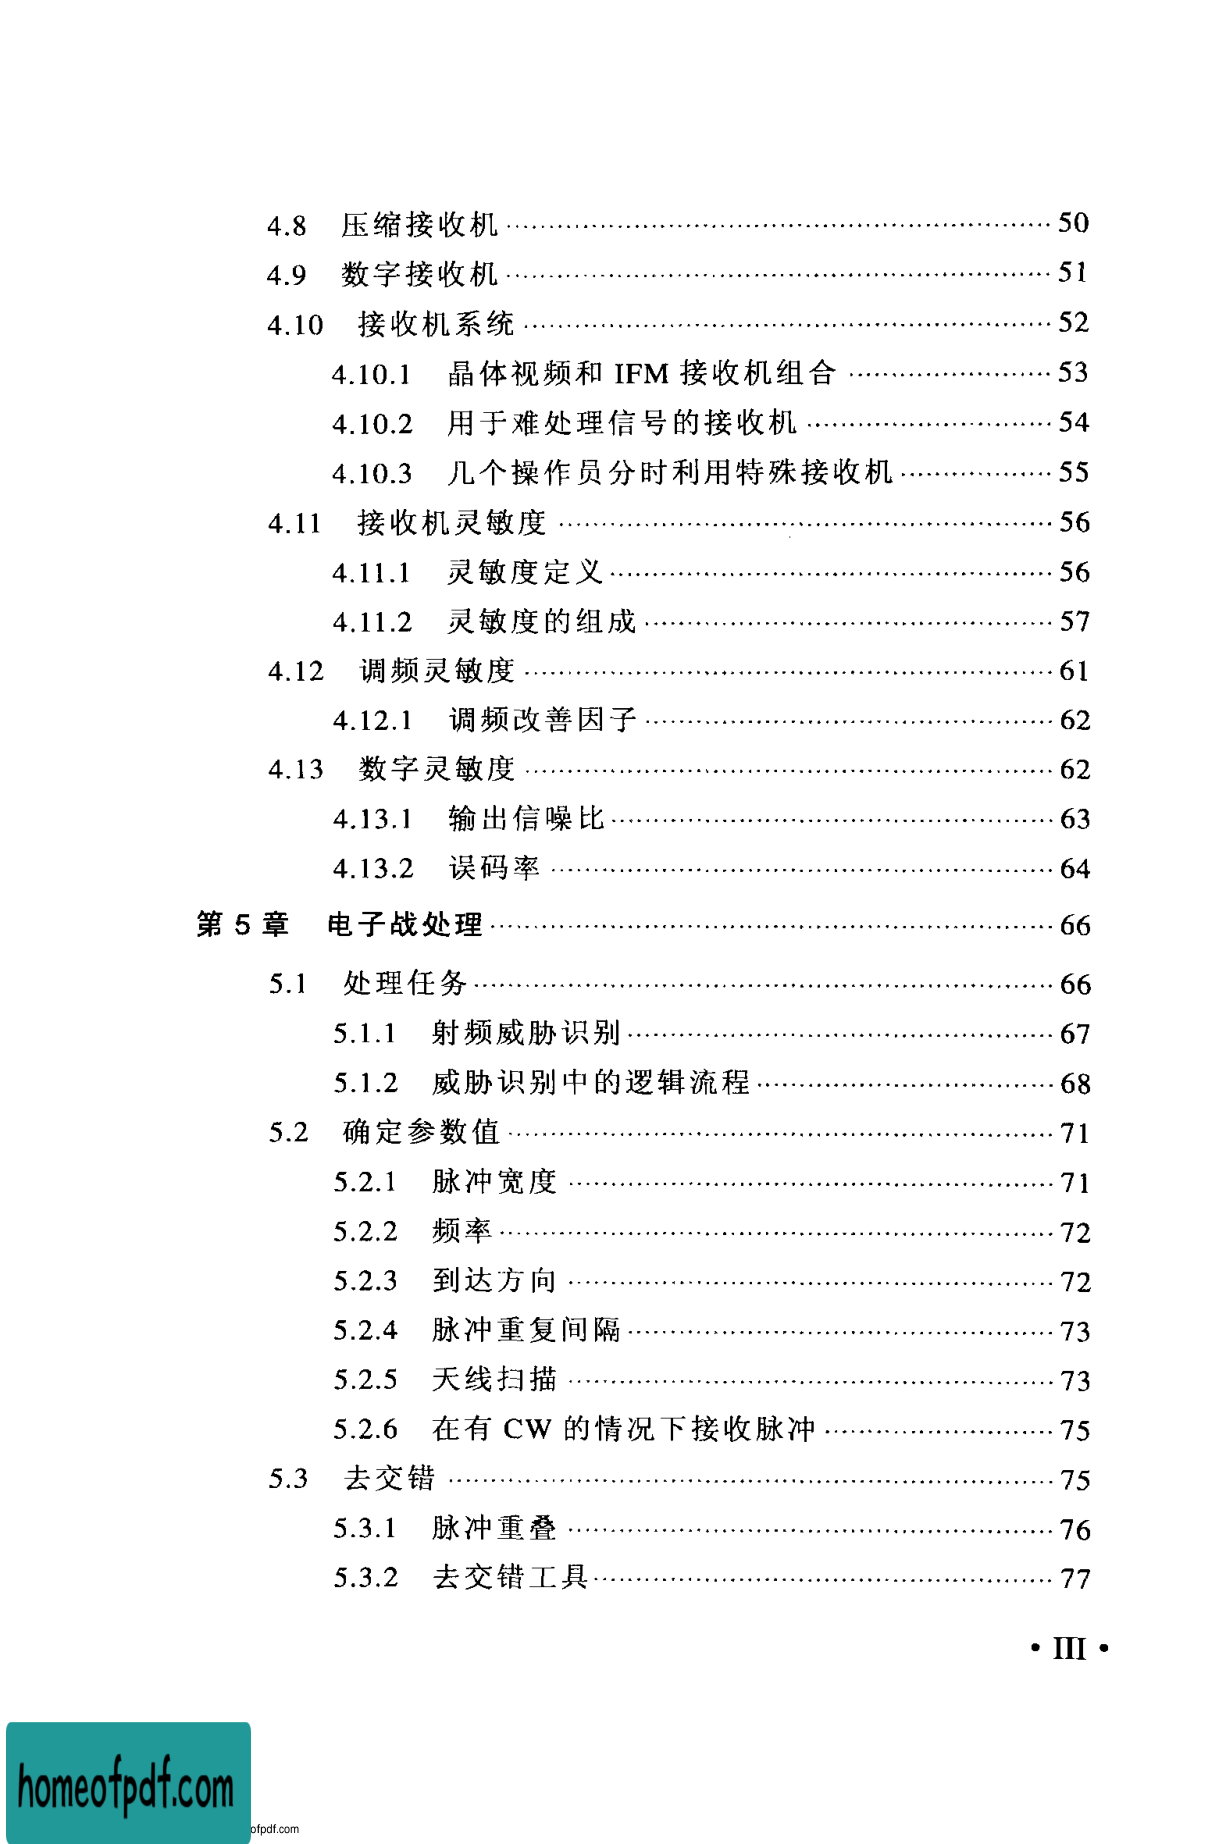 4.8 压缩接收机 50
4.9 数字接收机 51
4.10 接收机系统 52
4.10.1 晶体视频和 IFM 接收机组合 53
4.10.2 用于难处理信号的接收机 54
4.10.3 几个操作员分时利用特殊接收机 55
4.11 接收机灵敏度 56
4.11.1 灵敏度定义 56
4.11.2 灵敏度的组成 57
4.12 调频灵敏度 61
4.12.1 调频改善因子 62
4.13 数字灵敏度 62
4.13.1 输出信噪比 63
4.13.2 误码率 64
第 5 章 电子战处理 66
5.1 处理任务 66
5.1.1 射频威胁识别 67
5.1.2 威胁识别中的逻辑流程 68
5.2 确定参数值 71
5.2.1 脉冲宽度 71
5.2.2 频率 72
5.2.3 到达方向 72
5.2.4 脉冲重复间隔 73
5.2.5 天线扫描 73
5.2.6 在有 CW 的情况下接收脉冲 75
5.3 去交错 75
5.3.1 脉冲重叠 76
5.3.2 去交错工具 77
• III •
homeofpdf.com
ofpdf.com